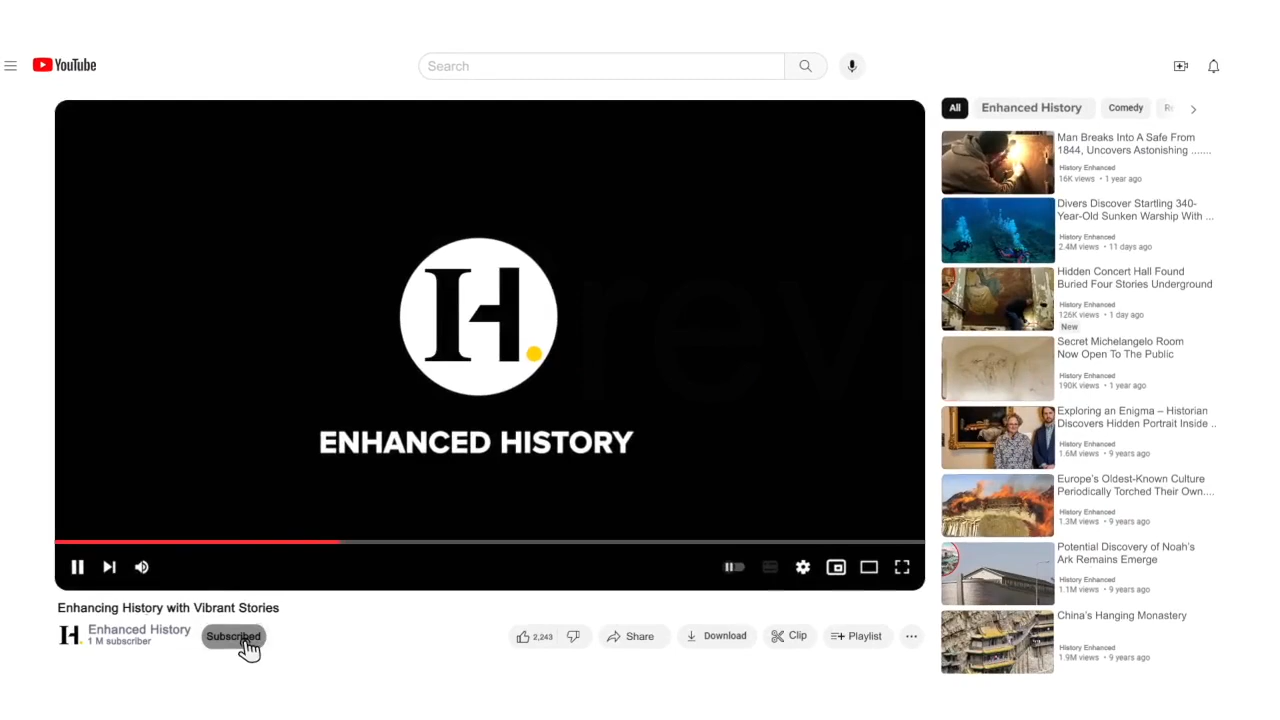 YouTube
Search
All
Enhanced History
Comedy
H.
ENHANCED HISTORY
Enhancing History with Vibrant Stories
H.
Enhanced History
1 M subscriber
Subscribed
2,243
Share
Download
Clip
Playlist
Man Breaks Into A Safe From
1844, Uncovers Astonishing .......
History Enhanced
16K views • 1 year ago
Divers Discover Startling 340-
Year-Old Sunken Warship With ...
History Enhanced
2.4M views • 11 days ago
Hidden Concert Hall Found
Buried Four Stories Underground
History Enhanced
126K views • 1 day ago
New
Secret Michelangelo Room
Now Open To The Public
History Enhanced
190K views • 1 year ago
Exploring an Enigma – Historian
Discovers Hidden Portrait Inside ..
History Enhanced
1.6M views • 9 years ago
Europe's Oldest-Known Culture
Periodically Torched Their Own....
History Enhanced
1.3M views • 9 years ago
Potential Discovery of Noah's
Ark Remains Emerge
History Enhanced
1.1M views • 9 years ago
China's Hanging Monastery
History Enhanced
1.9M views • 9 years ago